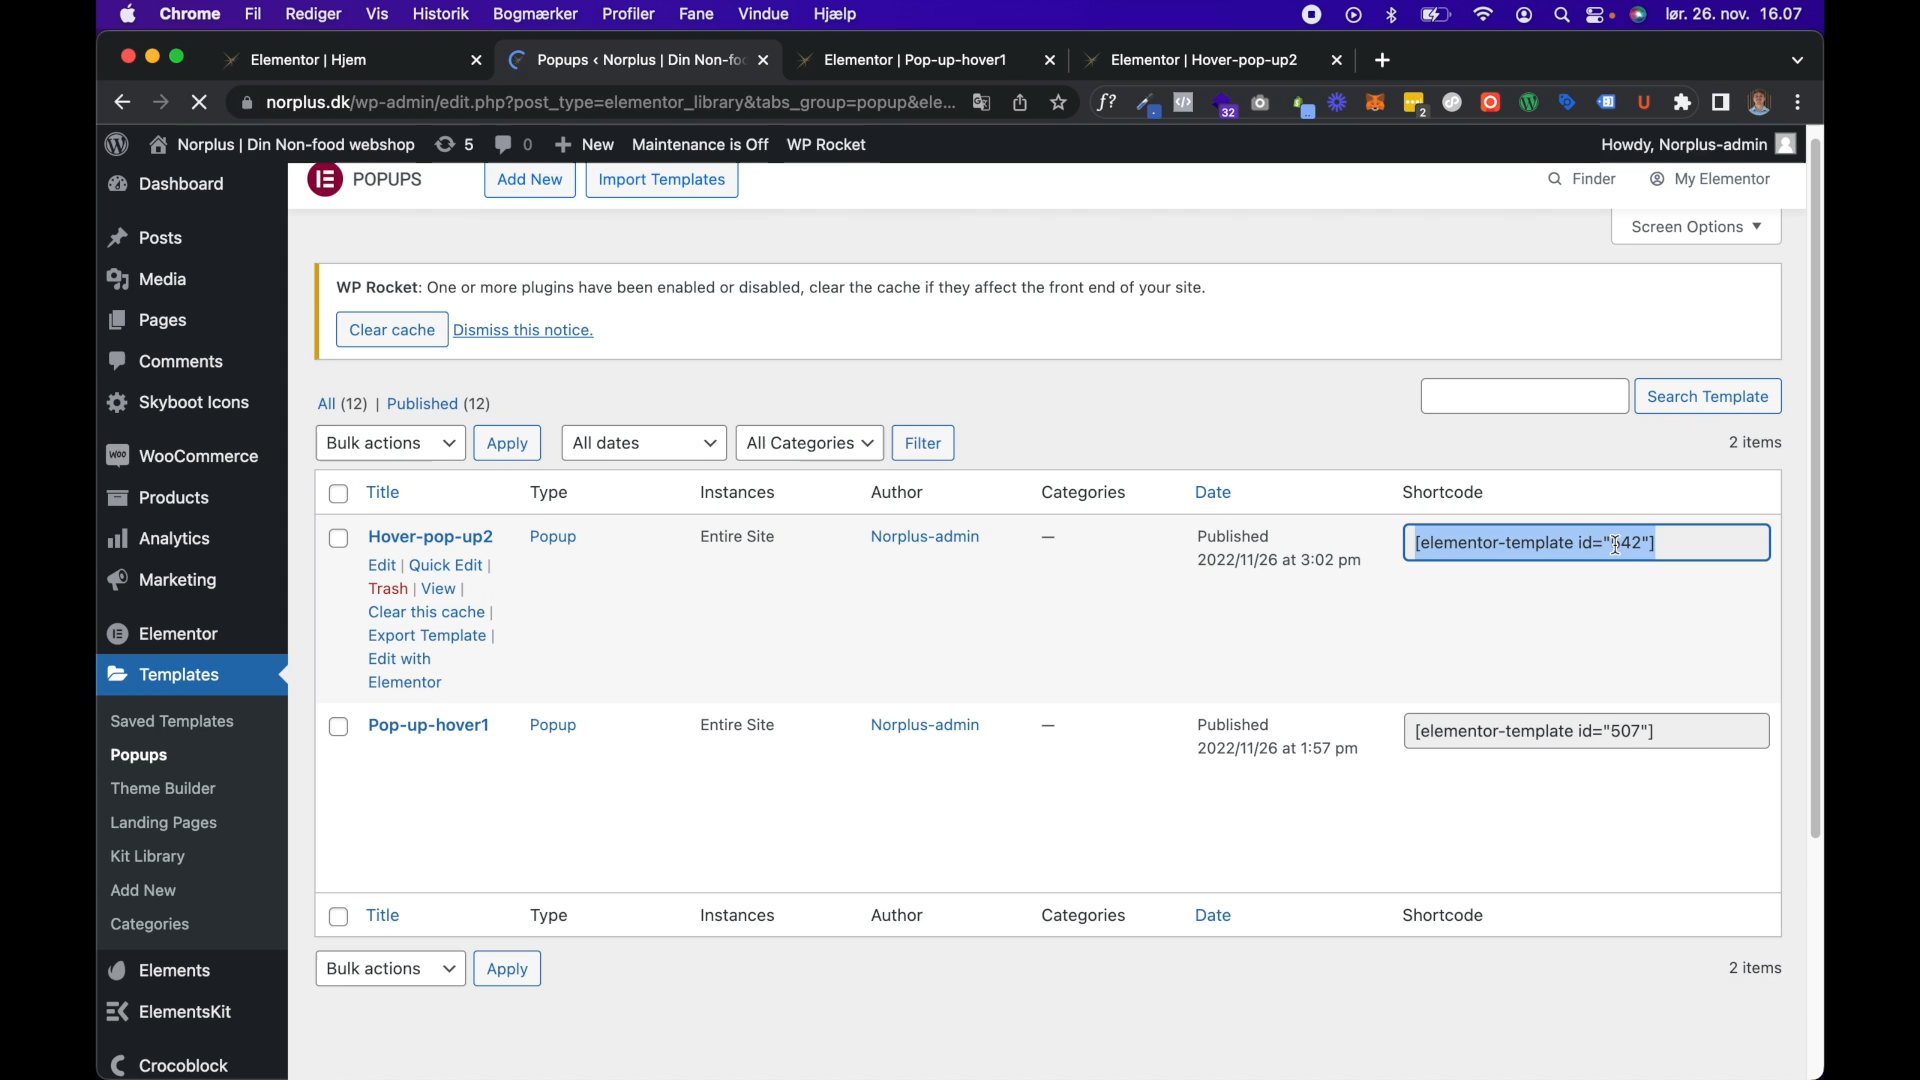 Chrome Fil Rediger Vis Historik Bogmærker Profiler Fane Vindue Hjælp lør. 26. nov. 16.07
Elementor | Hjem Popups ‹ Norplus | Din Non-fo Elementor | Pop-up-hover1 Elementor | Hover-pop-up2
norplus.dk/wp-admin/edit.php?post_type=elementor_library&tabs_group=popup&ele... f? 32 2 U
Norplus | Din Non-food webshop 5 0 New Maintenance is Off WP Rocket Howdy, Norplus-admin
Dashboard
Posts
Media
Pages
Comments
Skyboot Icons
WooCommerce
Products
Analytics
Marketing
Elementor
Templates
Saved Templates
Popups
Theme Builder
Landing Pages
Kit Library
Add New
Categories
Elements
ElementsKit
Crocoblock
POPUPS Add New Import Templates Finder My Elementor
Screen Options
WP Rocket: One or more plugins have been enabled or disabled, clear the cache if they affect the front end of your site.
Clear cache Dismiss this notice.
All (12) | Published (12) Search Template
Bulk actions Apply All dates All Categories Filter 2 items
Title Type Instances Author Categories Date Shortcode
Hover-pop-up2 Popup Entire Site Norplus-admin — Published [elementor-template id="
2022/11/26 at 3:02 pm
Edit | Quick Edit |
Trash | View |
Clear this cache |
Export Template |
Edit with
Elementor
Pop-up-hover1 Popup Entire Site Norplus-admin — Published [elementor-template id="507"]
2022/11/26 at 1:57 pm
Title Type Instances Author Categories Date Shortcode
Bulk actions Apply 2 items